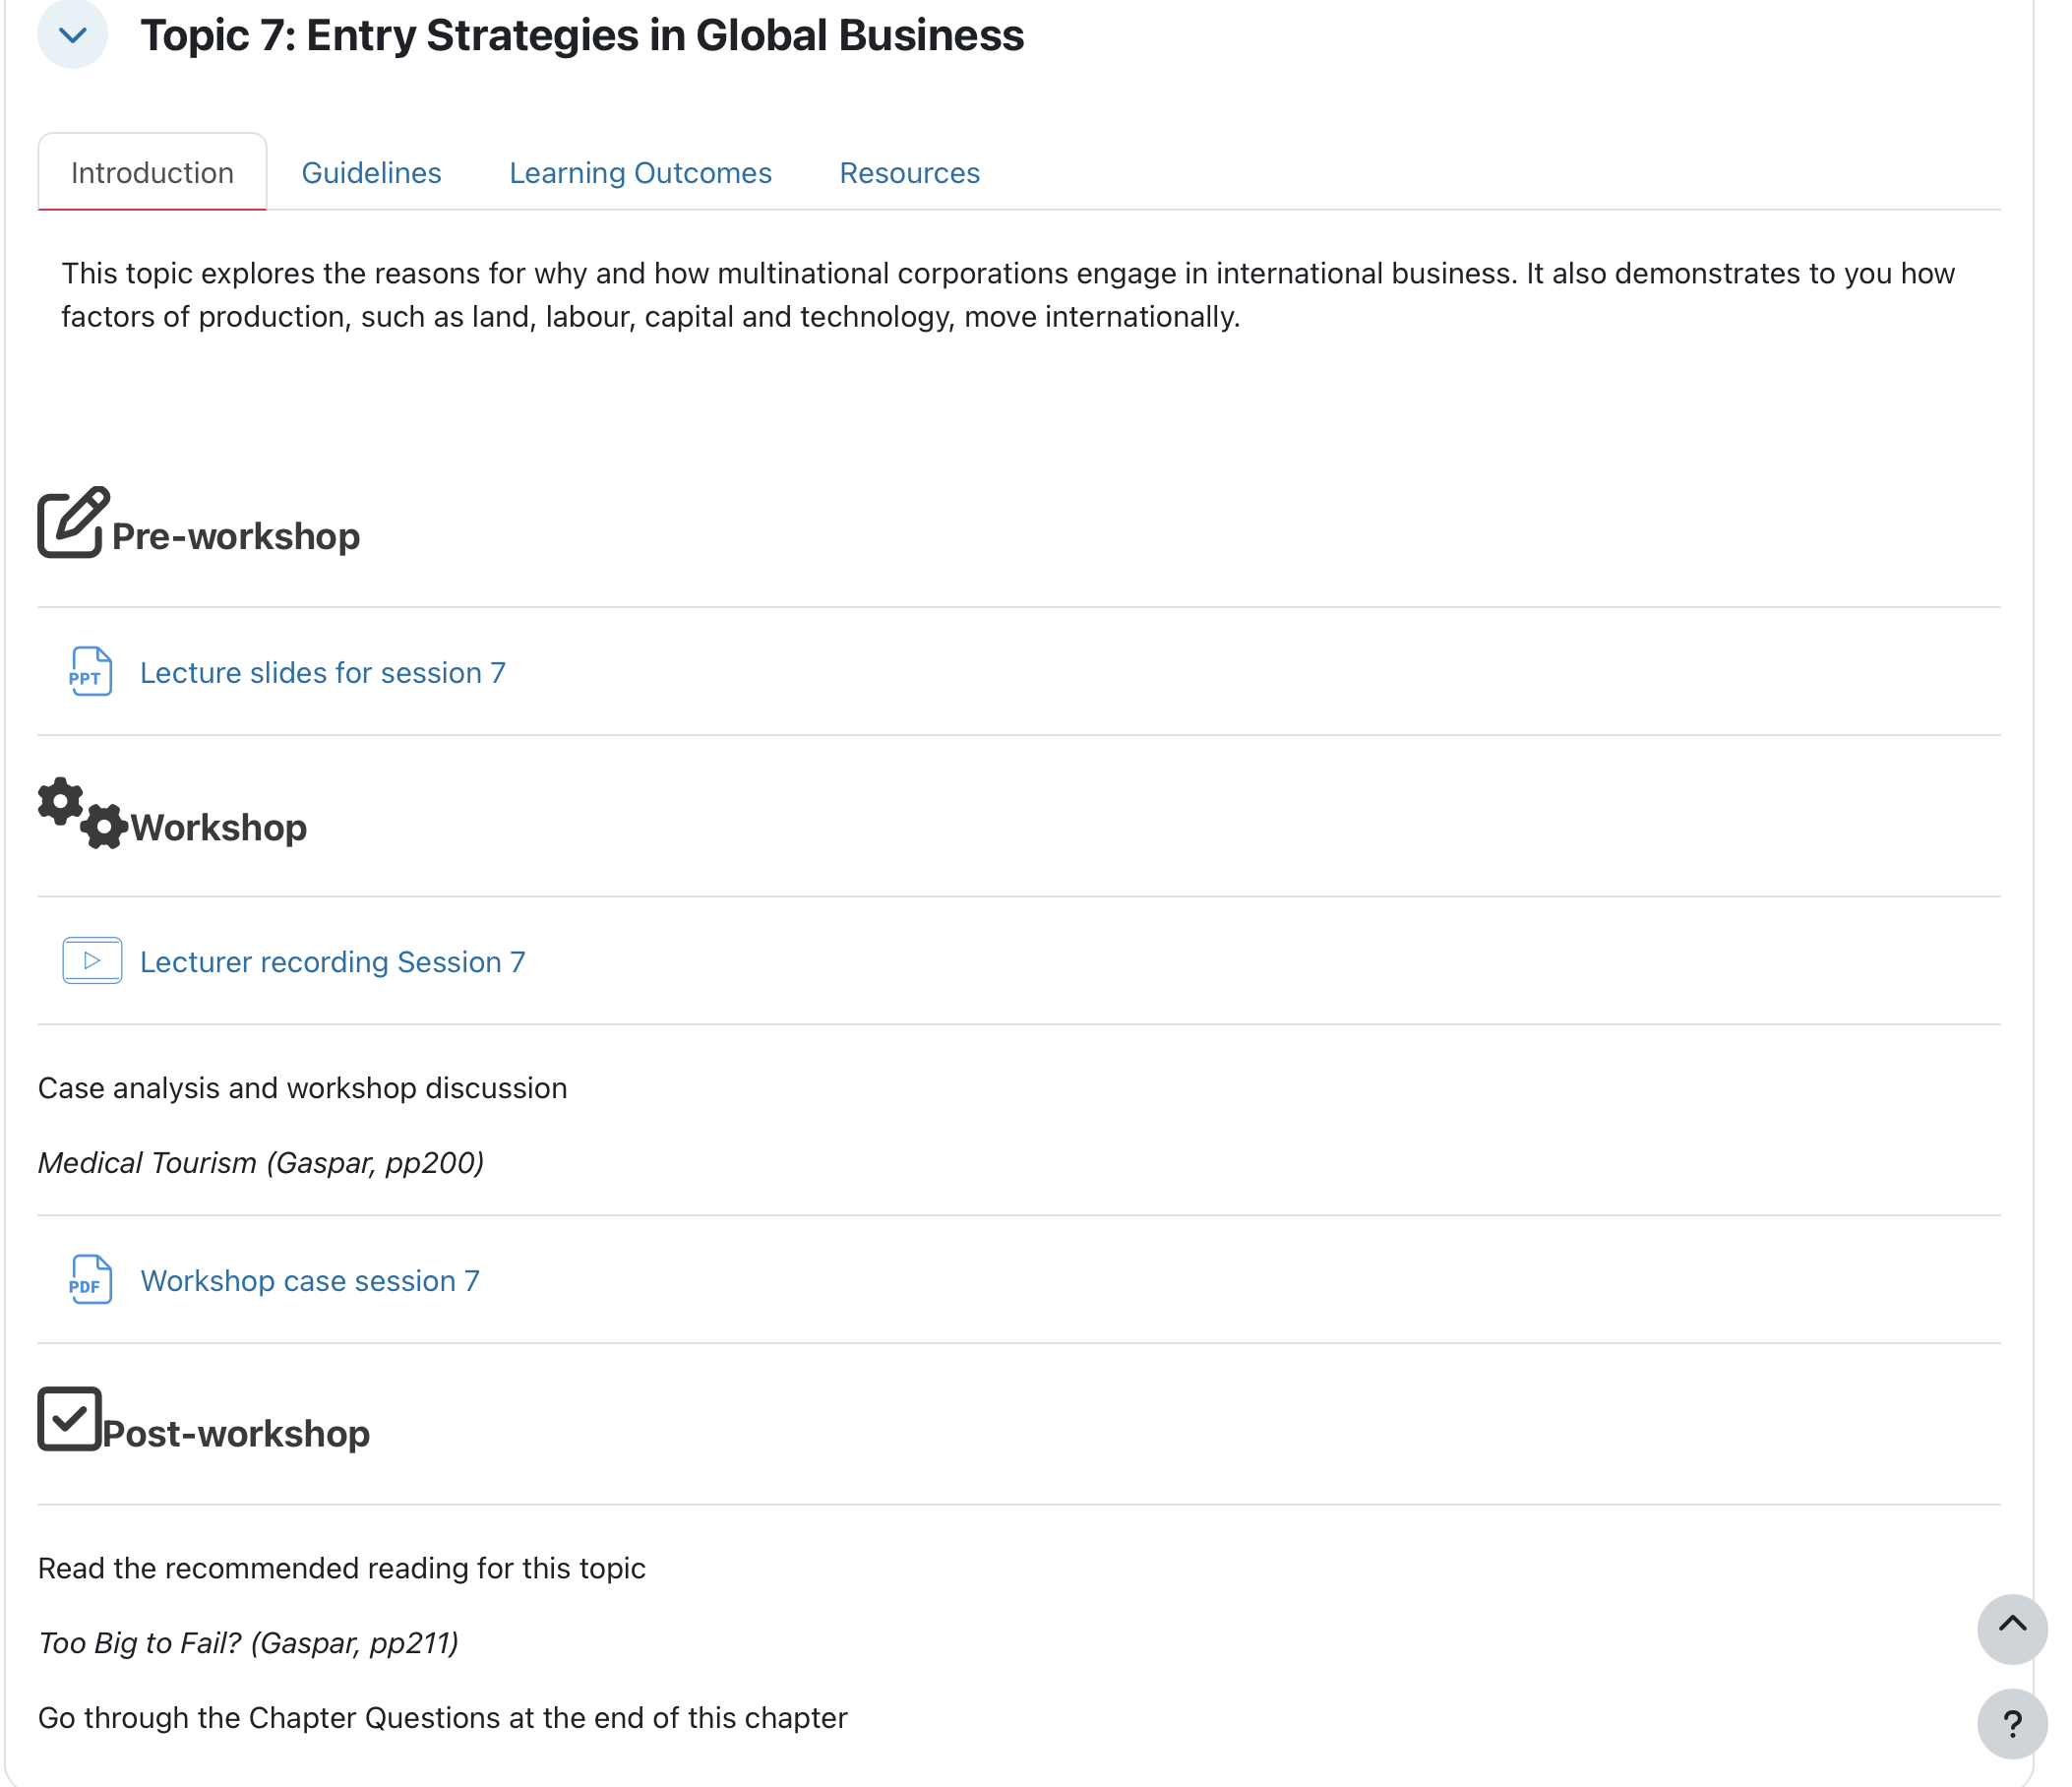 Topic 7: Entry Strategies in Global Business
Introduction
Guidelines
Learning Outcomes
Resources
This topic explores the reasons for why and how multinational corporations engage in international business. It also demonstrates to you how
factors of production, such as land, labour, capital and technology, move internationally.
Pre-workshop
PPT
Lecture slides for session 7
Workshop
Lecturer recording Session 7
Case analysis and workshop discussion
Medical Tourism (Gaspar, pp200)
PDF
Workshop case session 7
Post-workshop
Read the recommended reading for this topic
Too Big to Fail? (Gaspar, pp211)
Go through the Chapter Questions at the end of this chapter
?